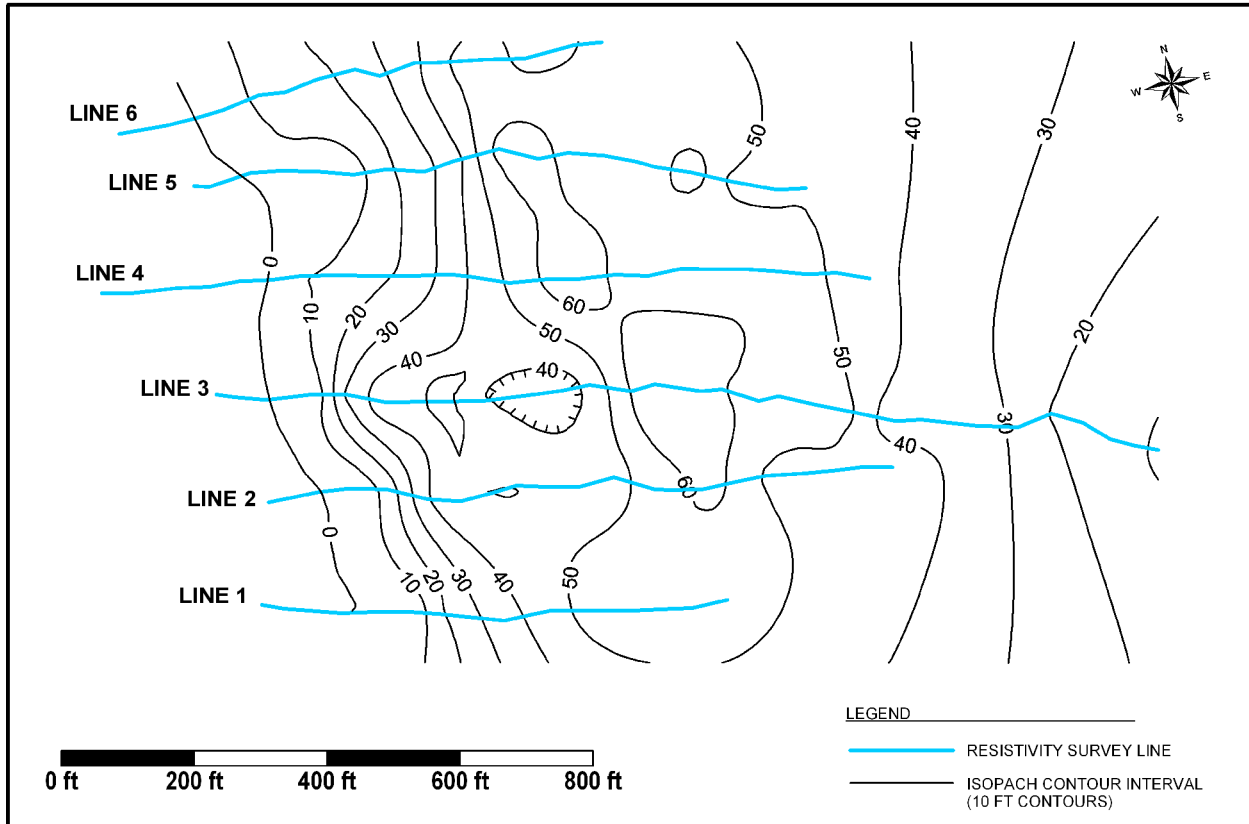 N
W E
S
LINE 6
50
40
30
LINE 5
0
LINE 4
10
20
60
30
50
20
40
50
LINE 3
40
30
40
LINE 2
60
0
50
10
20
30
40
LINE 1
LEGEND
RESISTIVITY SURVEY LINE
0 ft 200 ft 400 ft 600 ft 800 ft
ISOPACH CONTOUR INTERVAL
(10 FT CONTOURS)